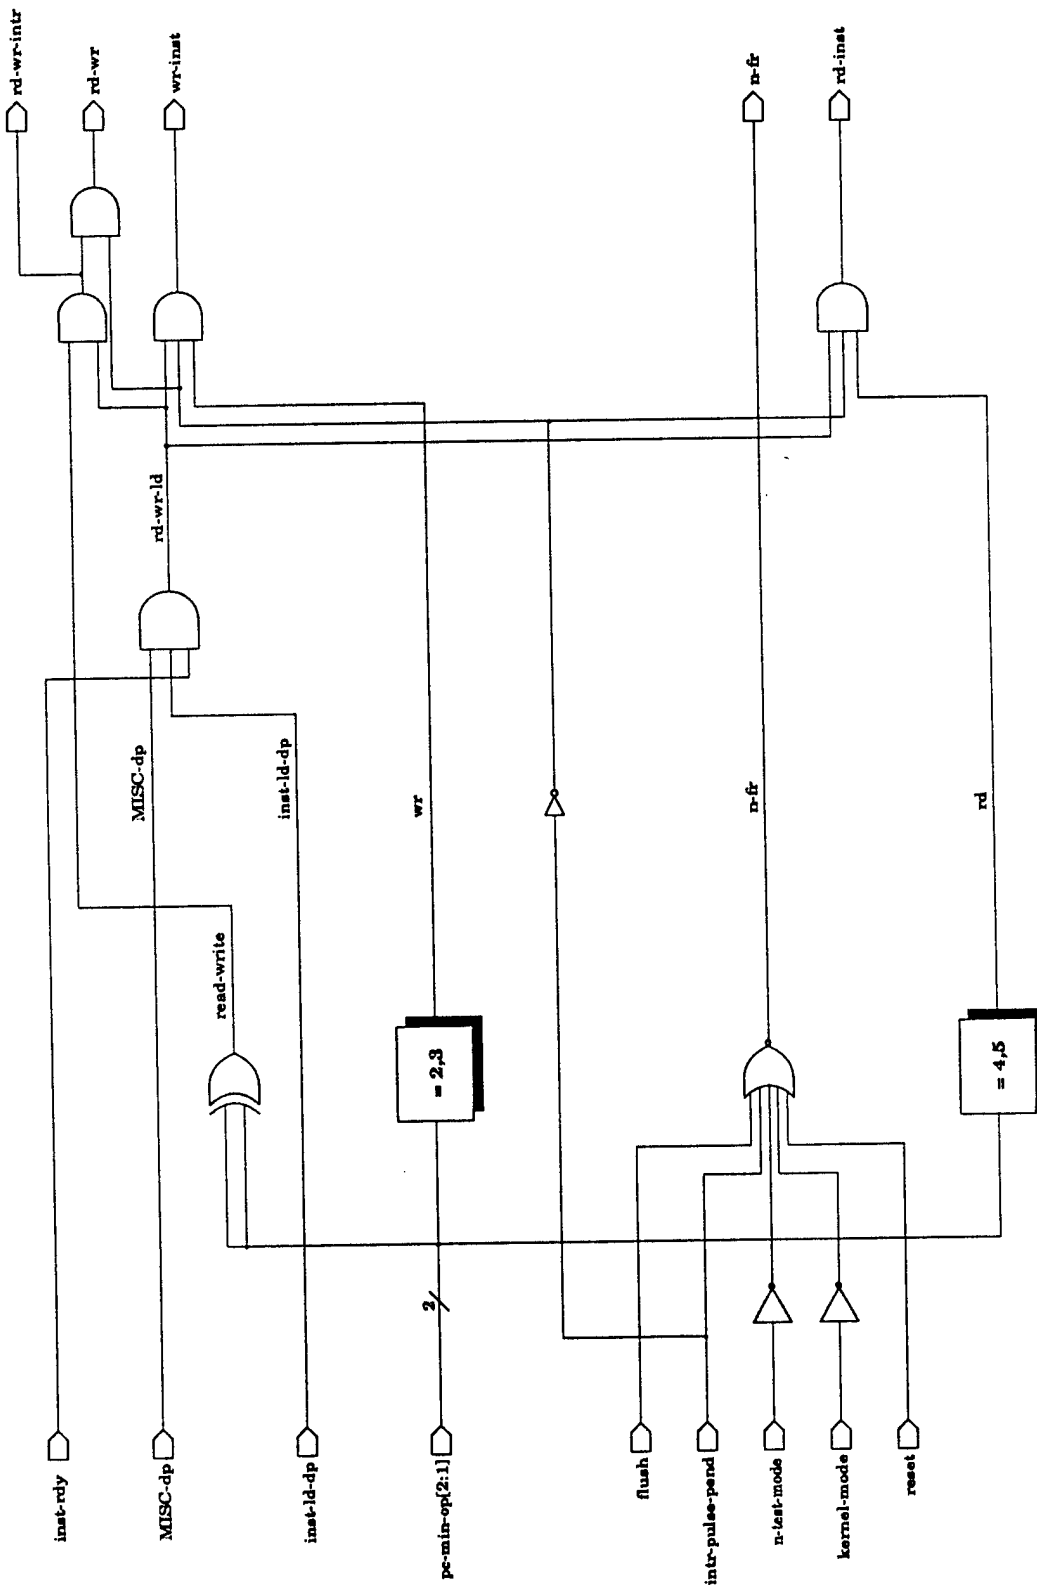 rd-wr-intr
rd-wr
wr-inst
n-fr
rd-inst
rd-wr-ld
MISC-dp
inst-ld-dp
wr
n-fr
rd
read-write
= 2,3
= 4,5
2
inst-rdy
MISC-dp
inst-ld-dp
pc-min-op[2:1]
flush
intr-pulse-pend
n-test-mode
kernel-mode
reset